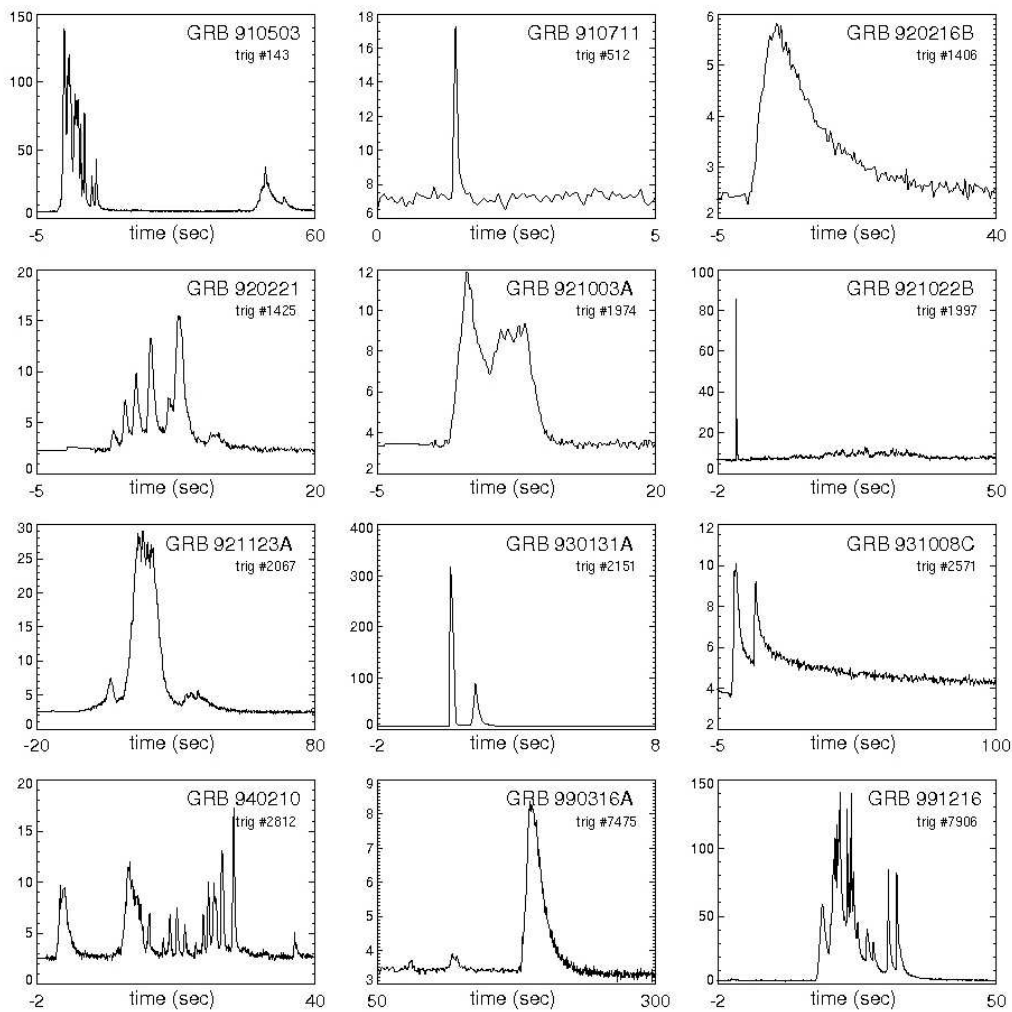 GRB 910503
trig #143
150
100
50
0
-5
time (sec)
60
GRB 910711
trig #512
18
16
14
12
10
8
6
0
time (sec)
5
GRB 920216B
trig #1406
6
5
4
3
2
-5
time (sec)
40
GRB 920221
trig #1425
20
15
10
5
0
-5
time (sec)
20
GRB 921003A
trig #1974
12
10
8
6
4
2
-5
time (sec)
20
GRB 921022B
trig #1997
100
80
60
40
20
0
-2
time (sec)
50
GRB 921123A
trig #2067
30
25
20
15
10
5
0
-20
time (sec)
80
GRB 930131A
trig #2151
400
300
200
100
0
-2
time (sec)
8
GRB 931008C
trig #2571
12
10
8
6
4
2
-5
time (sec)
100
GRB 940210
trig #2812
20
15
10
5
0
-2
time (sec)
40
GRB 990316A
trig #7475
9
8
7
6
5
4
3
50
time (sec)
300
GRB 991216
trig #7906
150
100
50
0
-2
time (sec)
50